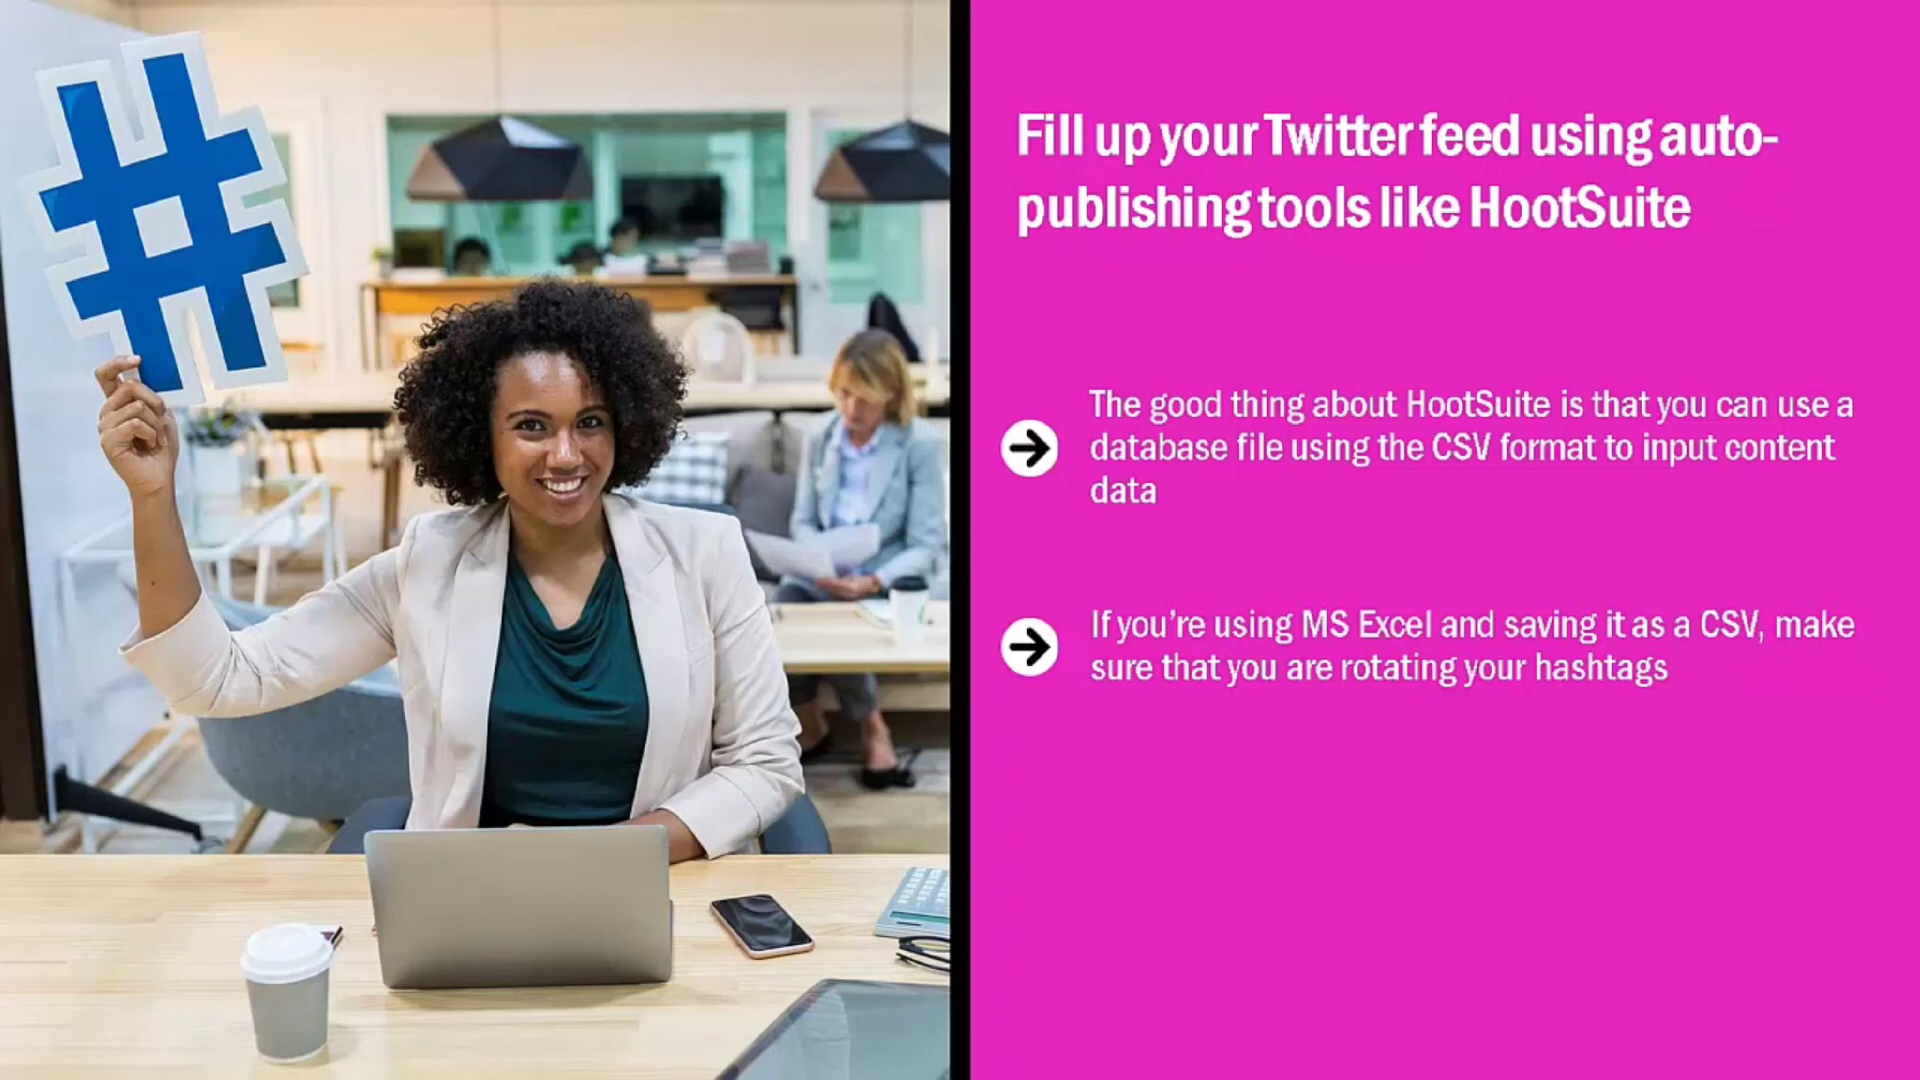 Fill up your Twitter feed using auto-
publishing tools like HootSuite
The good thing about HootSuite is that you can use a
database file using the CSV format to input content
data
If you're using MS Excel and saving it as a CSV, make
sure that you are rotating your hashtags